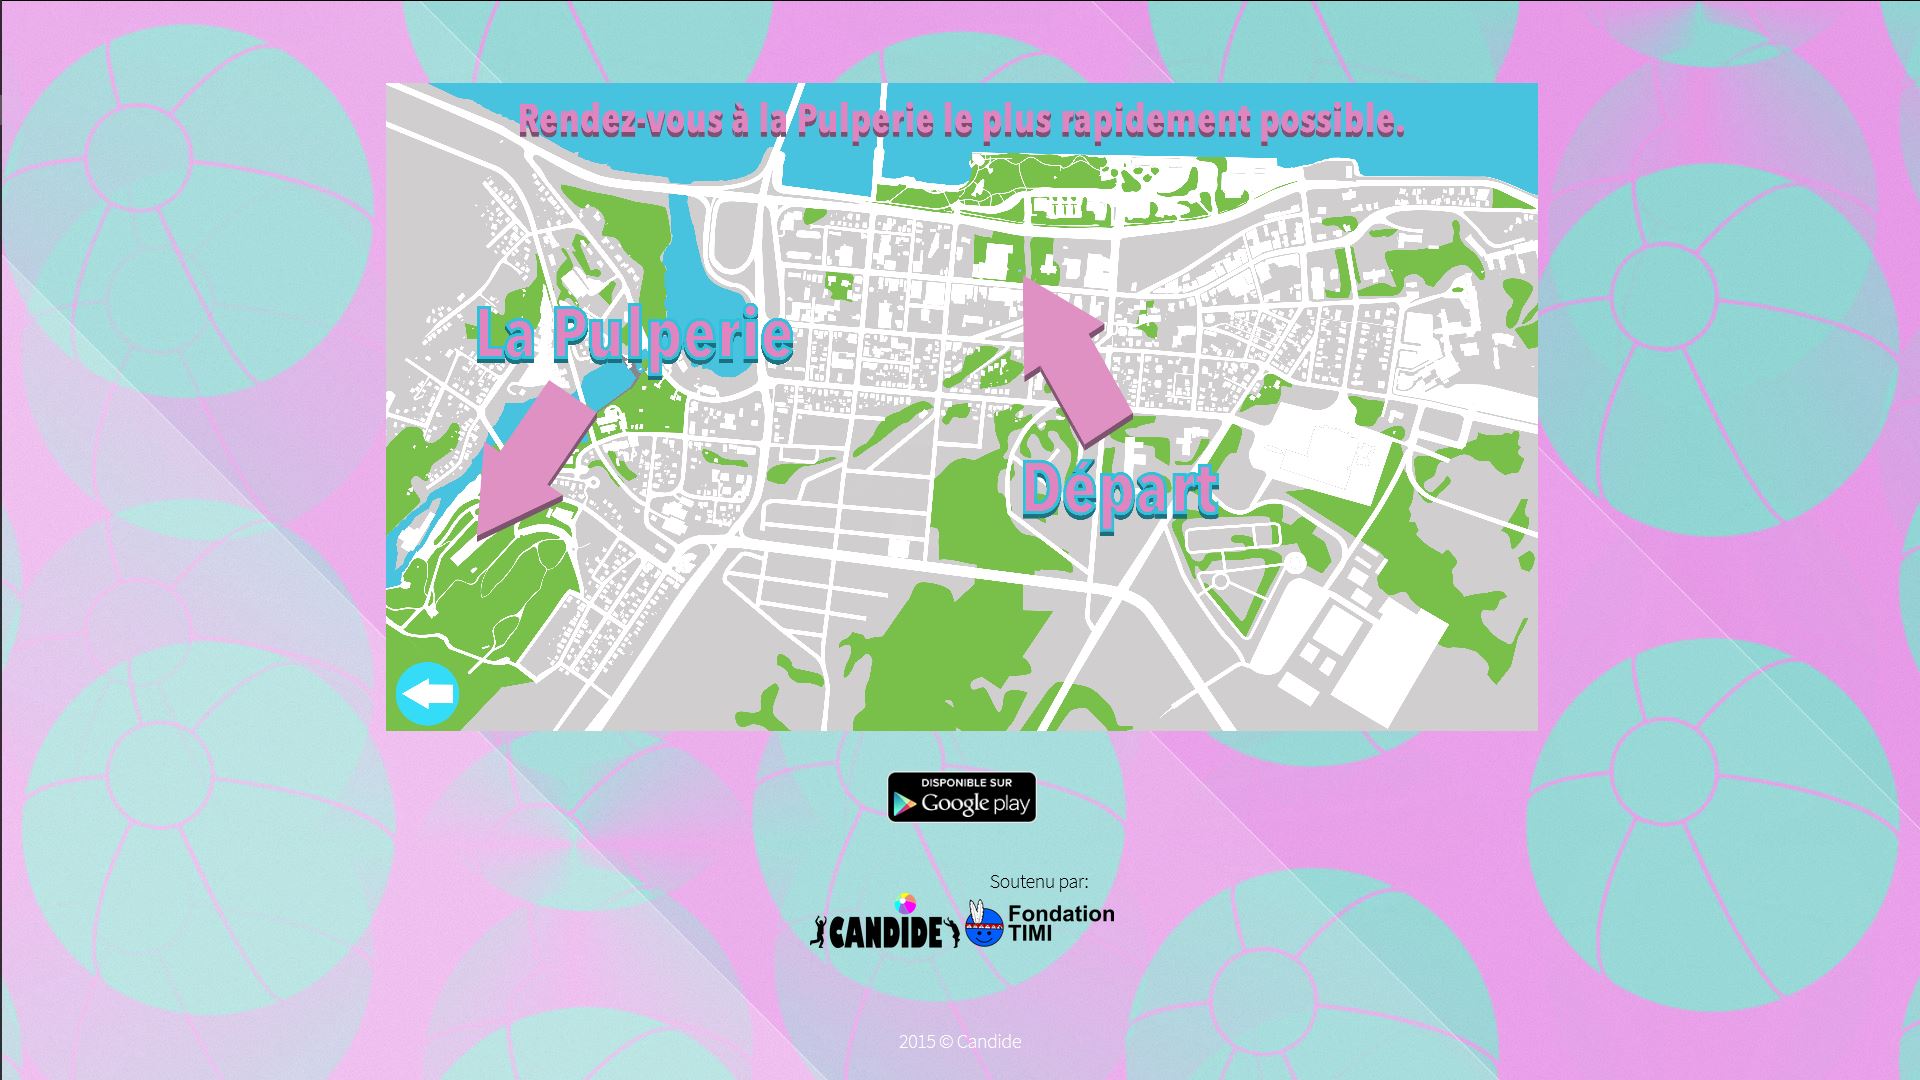 Rendez-vous à la Pulperie le plus rapidement possible.
La Pulperie
Départ
DISPONIBLE SUR
Google play
Soutenu par:
CANDIDE
Fondation
TIMI
2015 © Candide